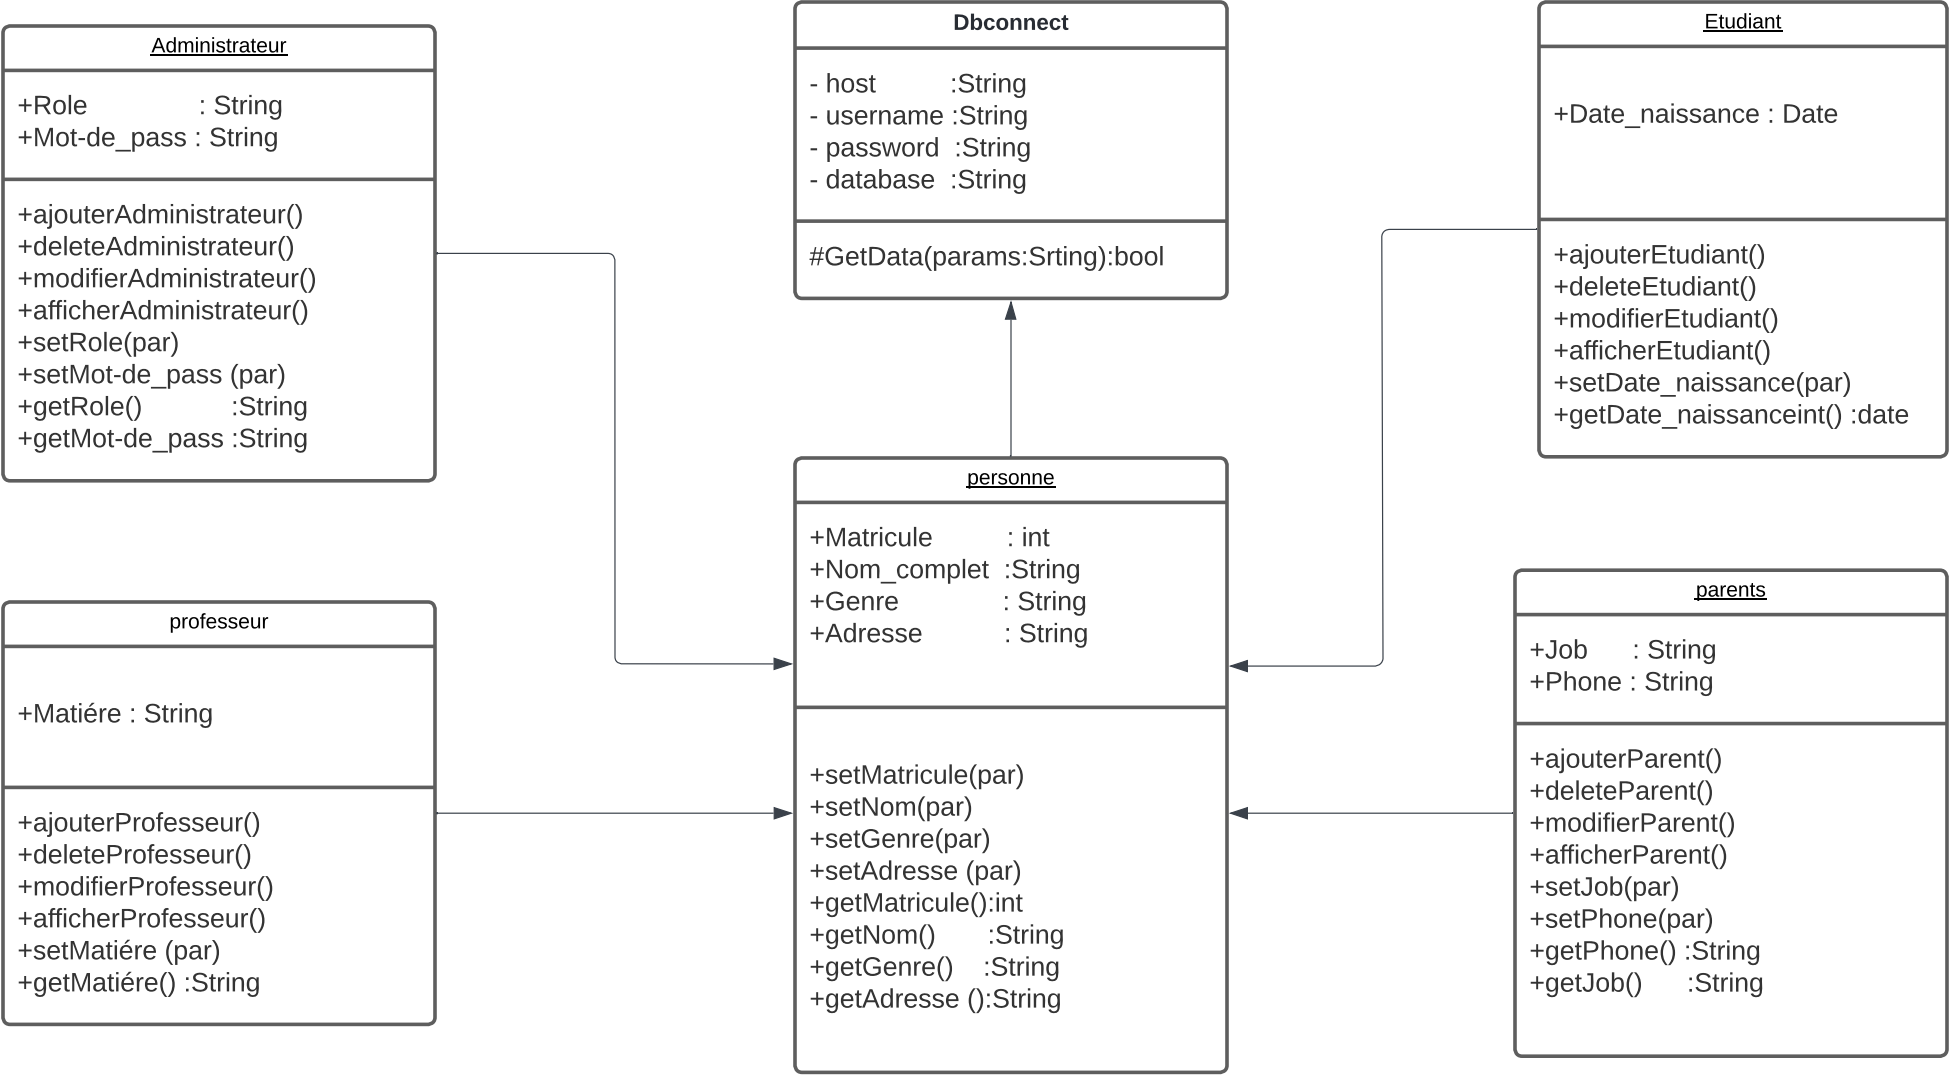 Administrateur
+Role : String
+Mot-de_pass : String
+ajouterAdministrateur()
+deleteAdministrateur()
+modifierAdministrateur()
+afficherAdministrateur()
+setRole(par)
+setMot-de_pass (par)
+getRole() :String
+getMot-de_pass :String
Dbconnect
- host :String
- username :String
- password :String
- database :String
#GetData(params:Srting):bool
Etudiant
+Date_naissance : Date
+ajouterEtudiant()
+deleteEtudiant()
+modifierEtudiant()
+afficherEtudiant()
+setDate_naissance(par)
+getDate_naissanceint() :date
professeur
+Matiére : String
+ajouterProfesseur()
+deleteProfesseur()
+modifierProfesseur()
+afficherProfesseur()
+setMatiére (par)
+getMatiére() :String
personne
+Matricule : int
+Nom_complet :String
+Genre : String
+Adresse : String
+setMatricule(par)
+setNom(par)
+setGenre(par)
+setAdresse (par)
+getMatricule():int
+getNom() :String
+getGenre() :String
+getAdresse ():String
parents
+Job : String
+Phone : String
+ajouterParent()
+deleteParent()
+modifierParent()
+afficherParent()
+setJob(par)
+setPhone(par)
+getPhone() :String
+getJob() :String